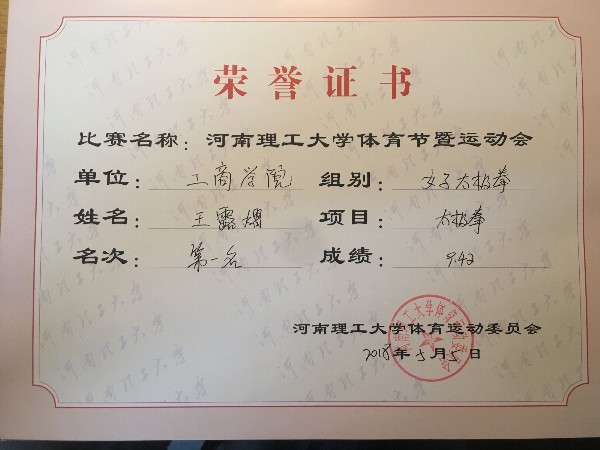 荣誉证书
比赛名称：河南理工大学体育节暨运动会
单位：工商学院 组别：女子太极拳
姓名：王露熠 项目：太极拳
名次：第一名 成绩：9.42
河南理工大学体育运动委员会
2018年5月5日